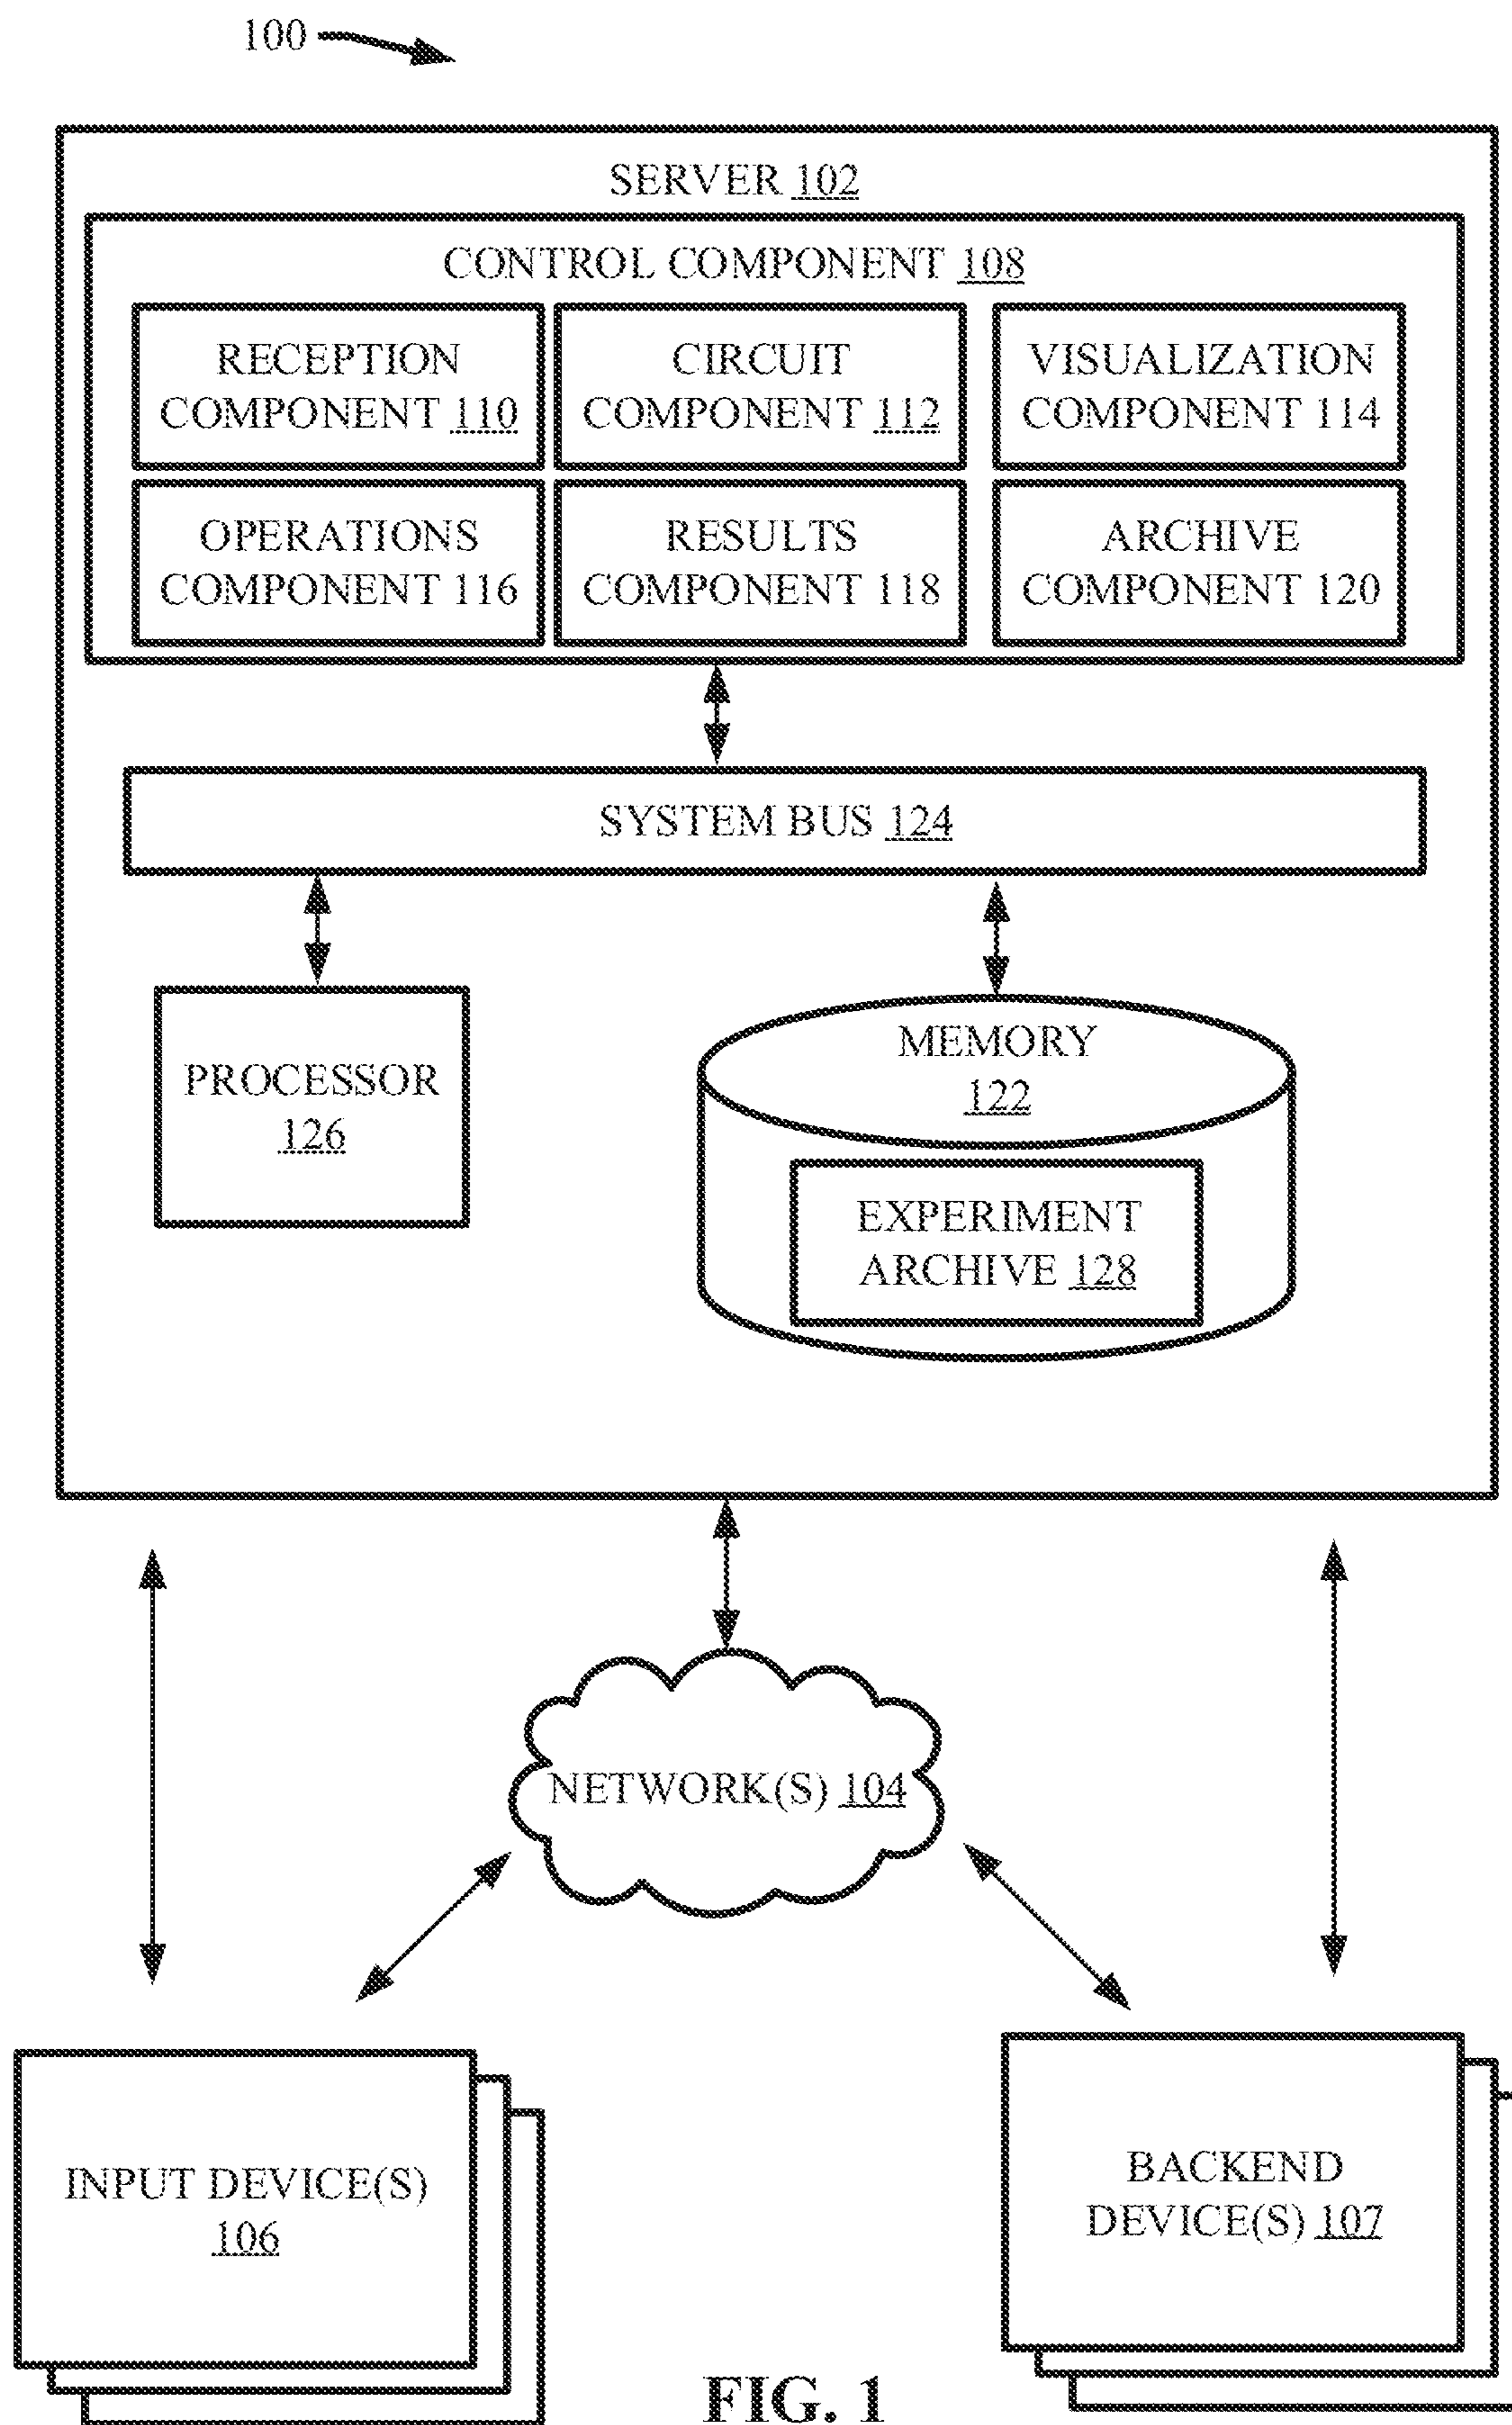 100
SERVER 102
CONTROL COMPONENT 108
RECEPTION
COMPONENT 110
CIRCUIT
COMPONENT 112
VISUALIZATION
COMPONENT 114
OPERATIONS
COMPONENT 116
RESULTS
COMPONENT 118
ARCHIVE
COMPONENT 120
SYSTEM BUS 124
PROCESSOR
126
MEMORY
122
EXPERIMENT
ARCHIVE 128
NETWORK(S) 104
INPUT DEVICE(S)
106
BACKEND
DEVICE(S) 107
FIG. 1